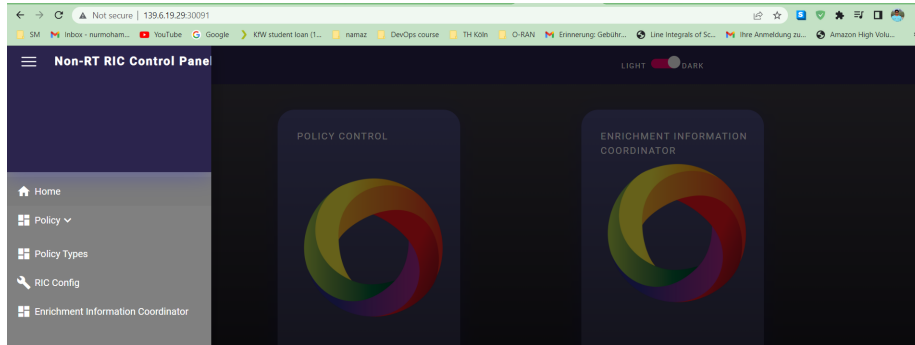 Not secure | 139.6.19.29:30091
SM Inbox - nurmoham... YouTube Google KfW student loan (1... namaz DevOps course TH Köln O-RAN Erinnerung: Gebühr... Line Integrals of Sc... Ihre Anmeldung zu... Amazon High Volu...
Non-RT RIC Control Pane
LIGHT DARK
POLICY CONTROL
ENRICHMENT INFORMATION
COORDINATOR
Home
Policy
Policy Types
RIC Config
Enrichment Information Coordinator